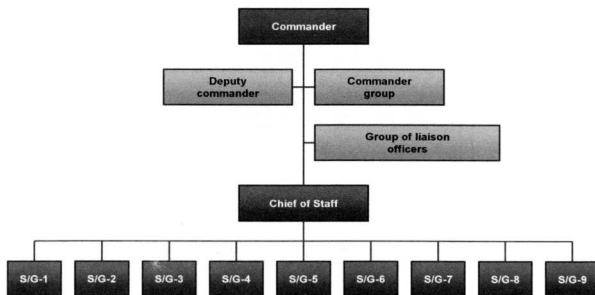 Commander
Deputy
commander
Commander
group
Group of liaison
officers
Chief of Staff
S/G-1
S/G-2
S/G-3
S/G-4
S/G-5
S/G-6
S/G-7
S/G-8
S/G-9